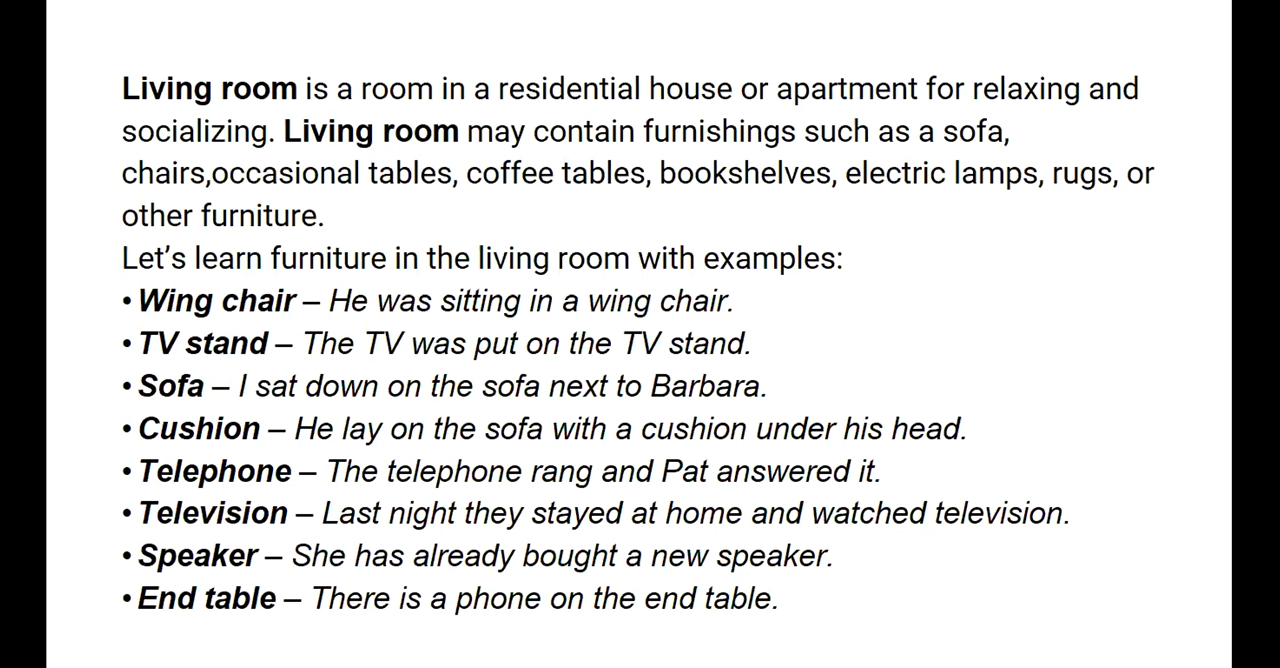 Living room is a room in a residential house or apartment for relaxing and
socializing. Living room may contain furnishings such as a sofa,
chairs,occasional tables, coffee tables, bookshelves, electric lamps, rugs, or
other furniture.
Let’s learn furniture in the living room with examples:
• Wing chair – He was sitting in a wing chair.
• TV stand – The TV was put on the TV stand.
• Sofa – I sat down on the sofa next to Barbara.
• Cushion – He lay on the sofa with a cushion under his head.
• Telephone – The telephone rang and Pat answered it.
• Television – Last night they stayed at home and watched television.
• Speaker – She has already bought a new speaker.
• End table – There is a phone on the end table.